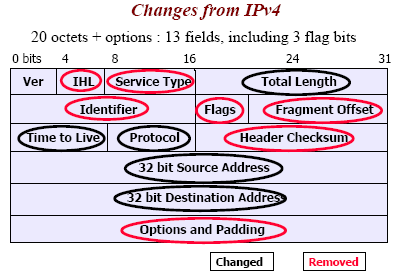 Changes from IPv4
20 octets + options : 13 fields, including 3 flag bits
0 bits 4 8 16 24 31
Ver IHL Service Type Total Length
Identifier Flags Fragment Offset
Time to Live Protocol Header Checksum
32 bit Source Address
32 bit Destination Address
Options and Padding
Changed Removed